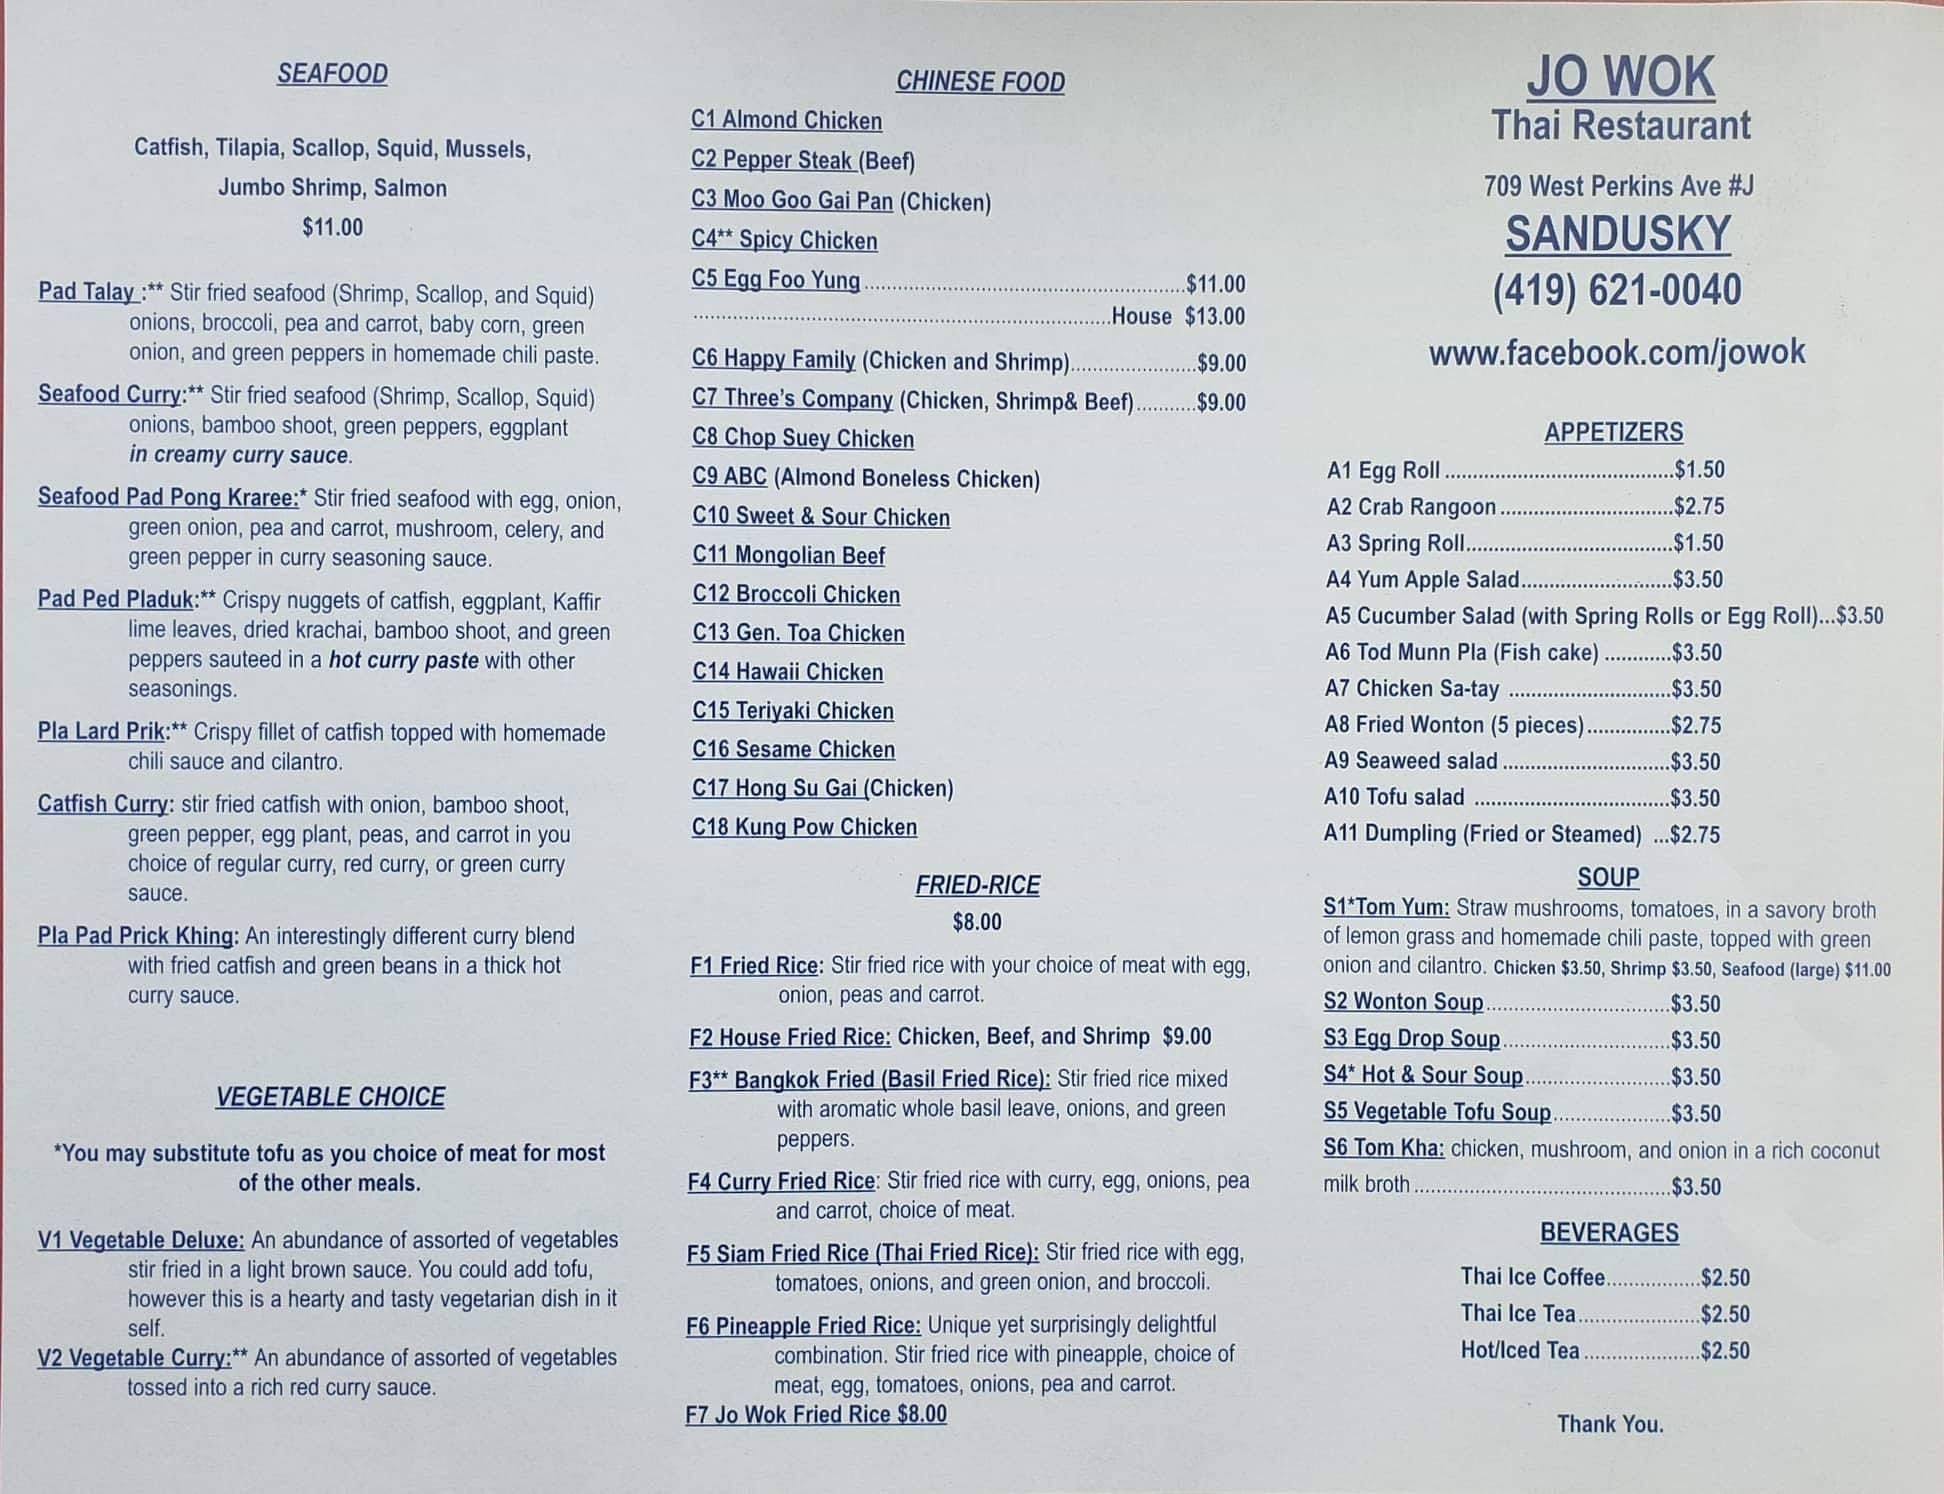 SEAFOOD
Catfish, Tilapia, Scallop, Squid, Mussels,
Jumbo Shrimp, Salmon
$11.00
Pad Talay :** Stir fried seafood (Shrimp, Scallop, and Squid)
onions, broccoli, pea and carrot, baby corn, green
onion, and green peppers in homemade chili paste.
Seafood Curry:** Stir fried seafood (Shrimp, Scallop, Squid)
onions, bamboo shoot, green peppers, eggplant
in creamy curry sauce.
Seafood Pad Pong Kraree:* Stir fried seafood with egg, onion,
green onion, pea and carrot, mushroom, celery, and
green pepper in curry seasoning sauce.
Pad Ped Pladuk:** Crispy nuggets of catfish, eggplant, Kaffir
lime leaves, dried krachai, bamboo shoot, and green
peppers sauteed in a hot curry paste with other
seasonings.
Pla Lard Prik:** Crispy fillet of catfish topped with homemade
chili sauce and cilantro.
Catfish Curry: stir fried catfish with onion, bamboo shoot,
green pepper, egg plant, peas, and carrot in you
choice of regular curry, red curry, or green curry
sauce.
Pla Pad Prick Khing: An interestingly different curry blend
with fried catfish and green beans in a thick hot
curry sauce.
VEGETABLE CHOICE
*You may substitute tofu as you choice of meat for most
of the other meals.
V1 Vegetable Deluxe: An abundance of assorted of vegetables
stir fried in a light brown sauce. You could add tofu,
however this is a hearty and tasty vegetarian dish in it
self.
V2 Vegetable Curry:** An abundance of assorted of vegetables
tossed into a rich red curry sauce.
CHINESE FOOD
C1 Almond Chicken
C2 Pepper Steak (Beef)
C3 Moo Goo Gai Pan (Chicken)
C4** Spicy Chicken
C5 Egg Foo Yung..........$11.00
..........House $13.00
C6 Happy Family (Chicken and Shrimp)..........$9.00
C7 Three's Company (Chicken, Shrimp& Beef)..........$9.00
C8 Chop Suey Chicken
C9 ABC (Almond Boneless Chicken)
C10 Sweet & Sour Chicken
C11 Mongolian Beef
C12 Broccoli Chicken
C13 Gen. Toa Chicken
C14 Hawaii Chicken
C15 Teriyaki Chicken
C16 Sesame Chicken
C17 Hong Su Gai (Chicken)
C18 Kung Pow Chicken
FRIED-RICE
$8.00
F1 Fried Rice: Stir fried rice with your choice of meat with egg,
onion, peas and carrot.
F2 House Fried Rice: Chicken, Beef, and Shrimp $9.00
F3** Bangkok Fried (Basil Fried Rice): Stir fried rice mixed
with aromatic whole basil leave, onions, and green
peppers.
F4 Curry Fried Rice: Stir fried rice with curry, egg, onions, pea
and carrot, choice of meat.
F5 Siam Fried Rice (Thai Fried Rice): Stir fried rice with egg,
tomatoes, onions, and green onion, and broccoli.
F6 Pineapple Fried Rice: Unique yet surprisingly delightful
combination. Stir fried rice with pineapple, choice of
meat, egg, tomatoes, onions, pea and carrot.
F7 Jo Wok Fried Rice $8.00
JO WOK
Thai Restaurant
709 West Perkins Ave #J
SANDUSKY
(419) 621-0040
www.facebook.com/jowok
APPETIZERS
A1 Egg Roll..........$1.50
A2 Crab Rangoon..........$2.75
A3 Spring Roll..........$1.50
A4 Yum Apple Salad..........$3.50
A5 Cucumber Salad (with Spring Rolls or Egg Roll)...$3.50
A6 Tod Munn Pla (Fish cake) ..........$3.50
A7 Chicken Sa-tay ..........$3.50
A8 Fried Wonton (5 pieces)..........$2.75
A9 Seaweed salad ..........$3.50
A10 Tofu salad ..........$3.50
A11 Dumpling (Fried or Steamed) ...$2.75
SOUP
S1*Tom Yum: Straw mushrooms, tomatoes, in a savory broth
of lemon grass and homemade chili paste, topped with green
onion and cilantro. Chicken $3.50, Shrimp $3.50, Seafood (large) $11.00
S2 Wonton Soup..........$3.50
S3 Egg Drop Soup..........$3.50
S4* Hot & Sour Soup..........$3.50
S5 Vegetable Tofu Soup..........$3.50
S6 Tom Kha: chicken, mushroom, and onion in a rich coconut
milk broth..........$3.50
BEVERAGES
Thai Ice Coffee..........$2.50
Thai Ice Tea..........$2.50
Hot/Iced Tea..........$2.50
Thank You.